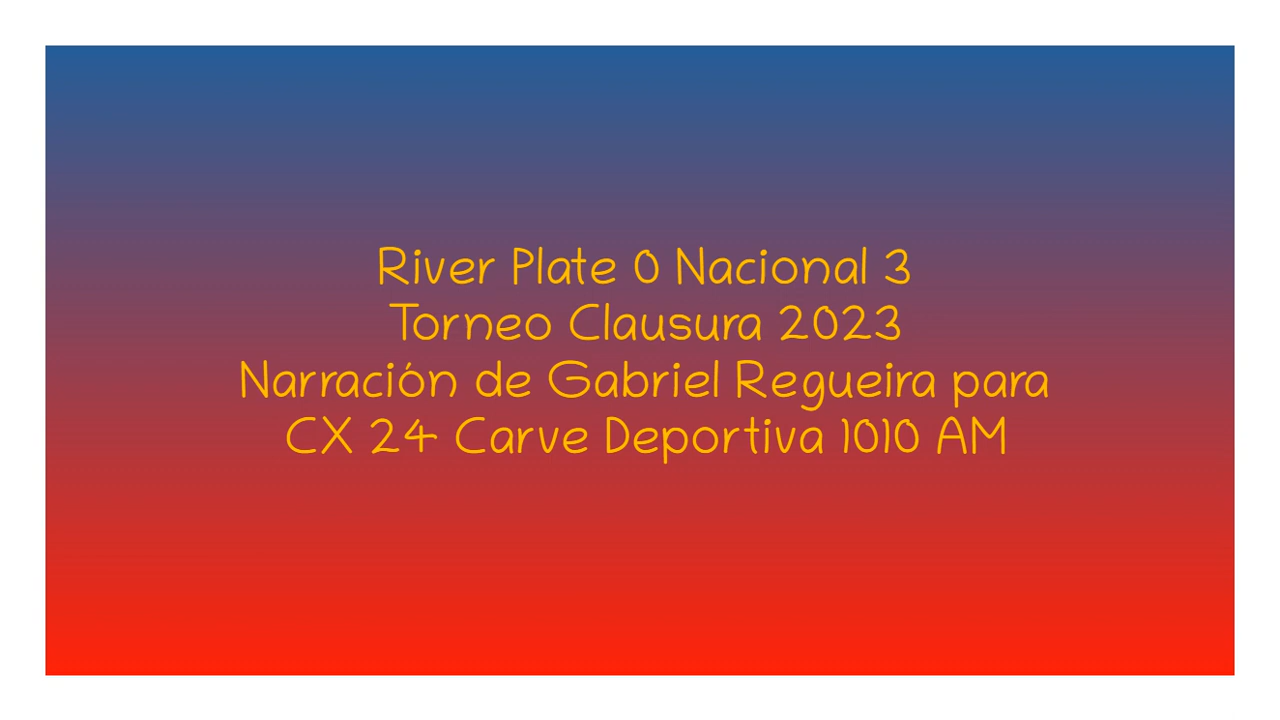 River Plate 0 Nacional 3
Torneo Clausura 2023
Narración de Gabriel Regueira para
CX 24 Carve Deportiva 1010 AM